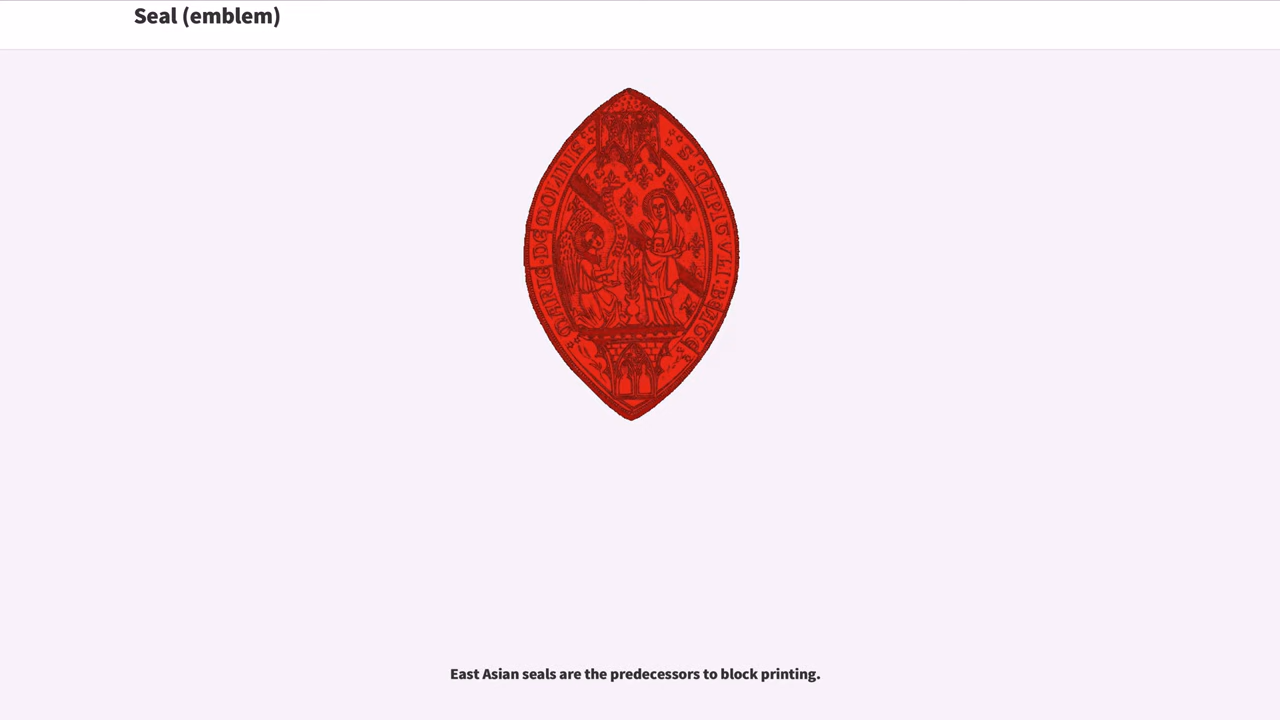 Seal (emblem)
East Asian seals are the predecessors to block printing.